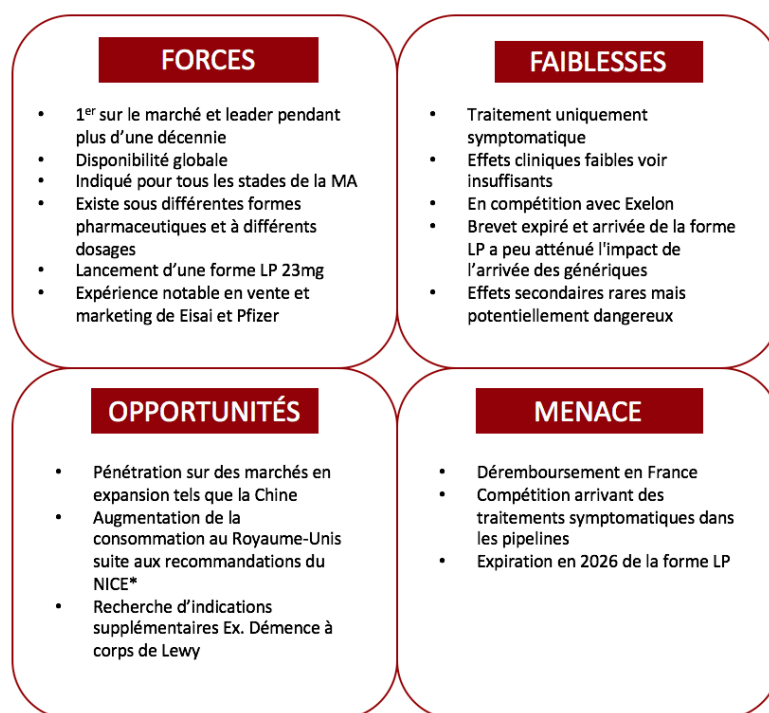 FORCES
• 1er sur le marché et leader pendant
plus d'une décennie
• Disponibilité globale
• Indiqué pour tous les stades de la MA
• Existe sous différentes formes
pharmaceutiques et à différents
dosages
• Lancement d'une forme LP 23mg
• Expérience notable en vente et
marketing de Eisai et Pfizer
FAIBLESSES
• Traitement uniquement
symptomatique
• Effets cliniques faibles voir
insuffisants
• En compétition avec Exelon
• Brevet expiré et arrivée de la forme
LP a peu atténué l'impact de
l'arrivée des génériques
• Effets secondaires rares mais
potentiellement dangereux
OPPORTUNITÉS
• Pénétration sur des marchés en
expansion tels que la Chine
• Augmentation de la
consommation au Royaume-Unis
suite aux recommandations du
NICE*
• Recherche d'indications
supplémentaires Ex. Démence à
corps de Lewy
MENACE
• Déremboursement en France
• Compétition arrivant des
traitements symptomatiques dans
les pipelines
• Expiration en 2026 de la forme LP